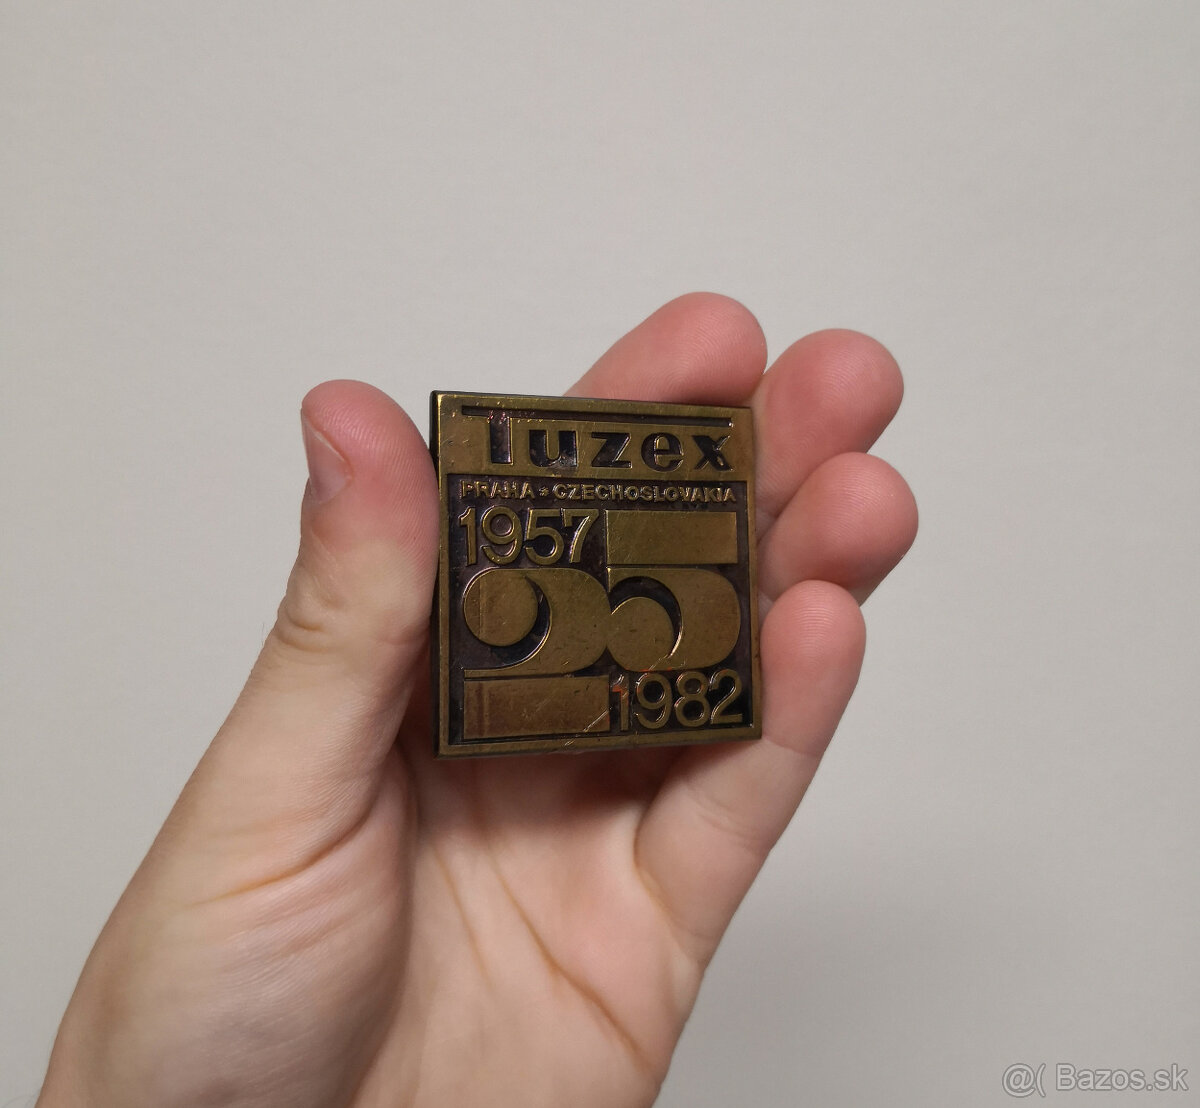 Tuzex
PRAHA * CZECHOSLOVAKIA
1957
25
1982
@( Bazos.sk